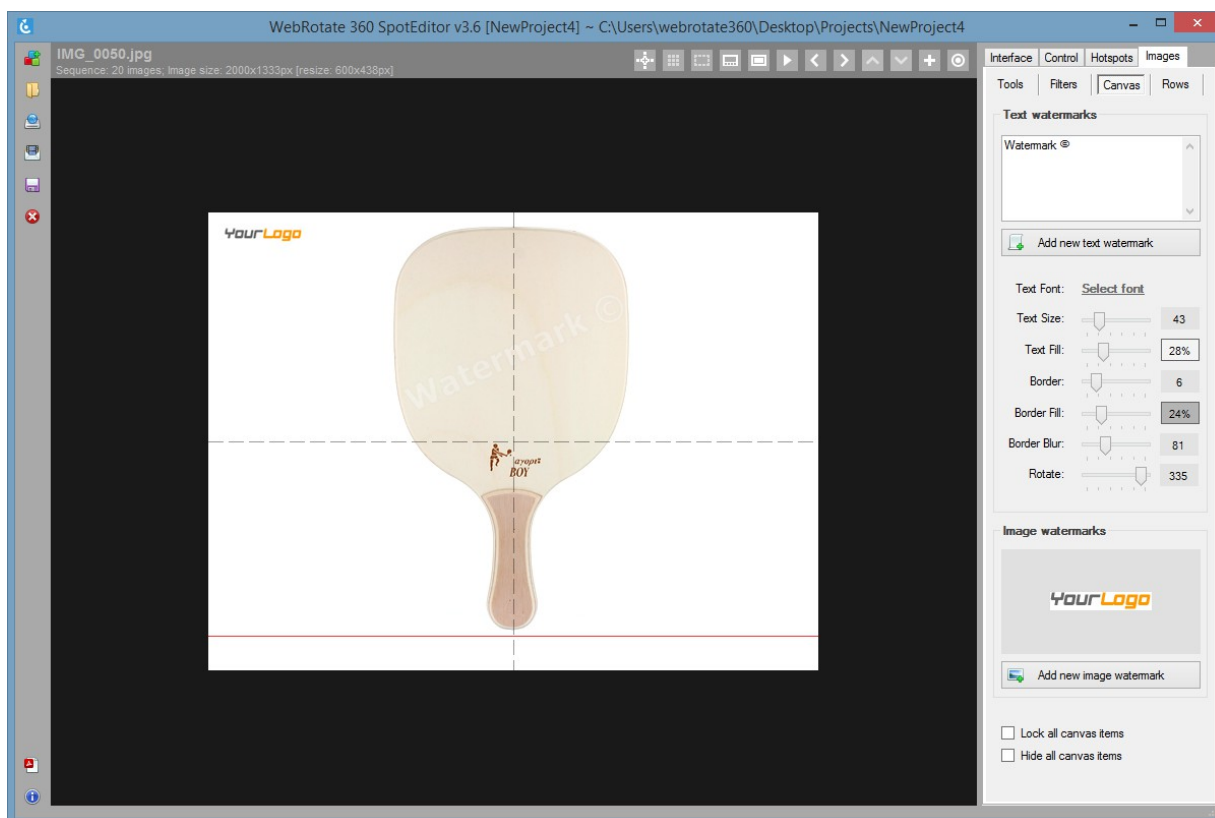 WebRotate 360 SpotEditor v3.6 [NewProject4] ~ C:\Users\webrotate360\Desktop\Projects\NewProject4
IMG_0050.jpg
Sequence: 20 images; Image size: 2000x1333px [resize: 600x438px]
Interface Control Hotspots Images
Tools Filters Canvas Rows
Text watermarks
Watermark ©
Add new text watermark
Text Font: Select font
Text Size: 43
Text Fill: 28%
Border: 6
Border Fill: 24%
Border Blur: 81
Rotate: 335
Image watermarks
YourLogo
Add new image watermark
Lock all canvas items
Hide all canvas items
YourLogo
Watermark ©
BOY